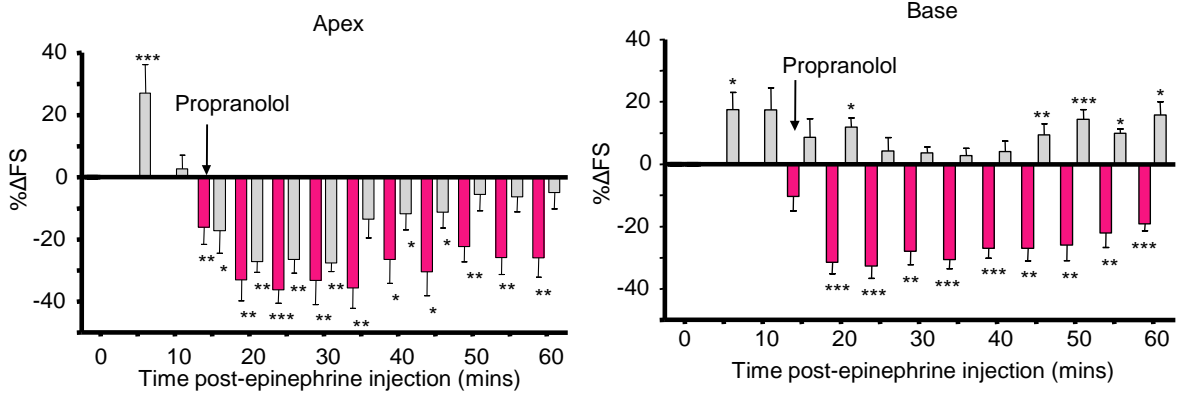 Apex
40
20
0
-20
-40
%ΔFS
***
Propranolol
** * ** ** *** ** ** ** ** * * * * ** ** **
0 10 20 30 40 50 60
Time post-epinephrine injection (mins)
Base
40
20
0
-20
-40
%ΔFS
Propranolol
* * ** *** * *
*** *** ** *** *** ** ** ** ***
0 10 20 30 40 50 60
Time post-epinephrine injection (mins)